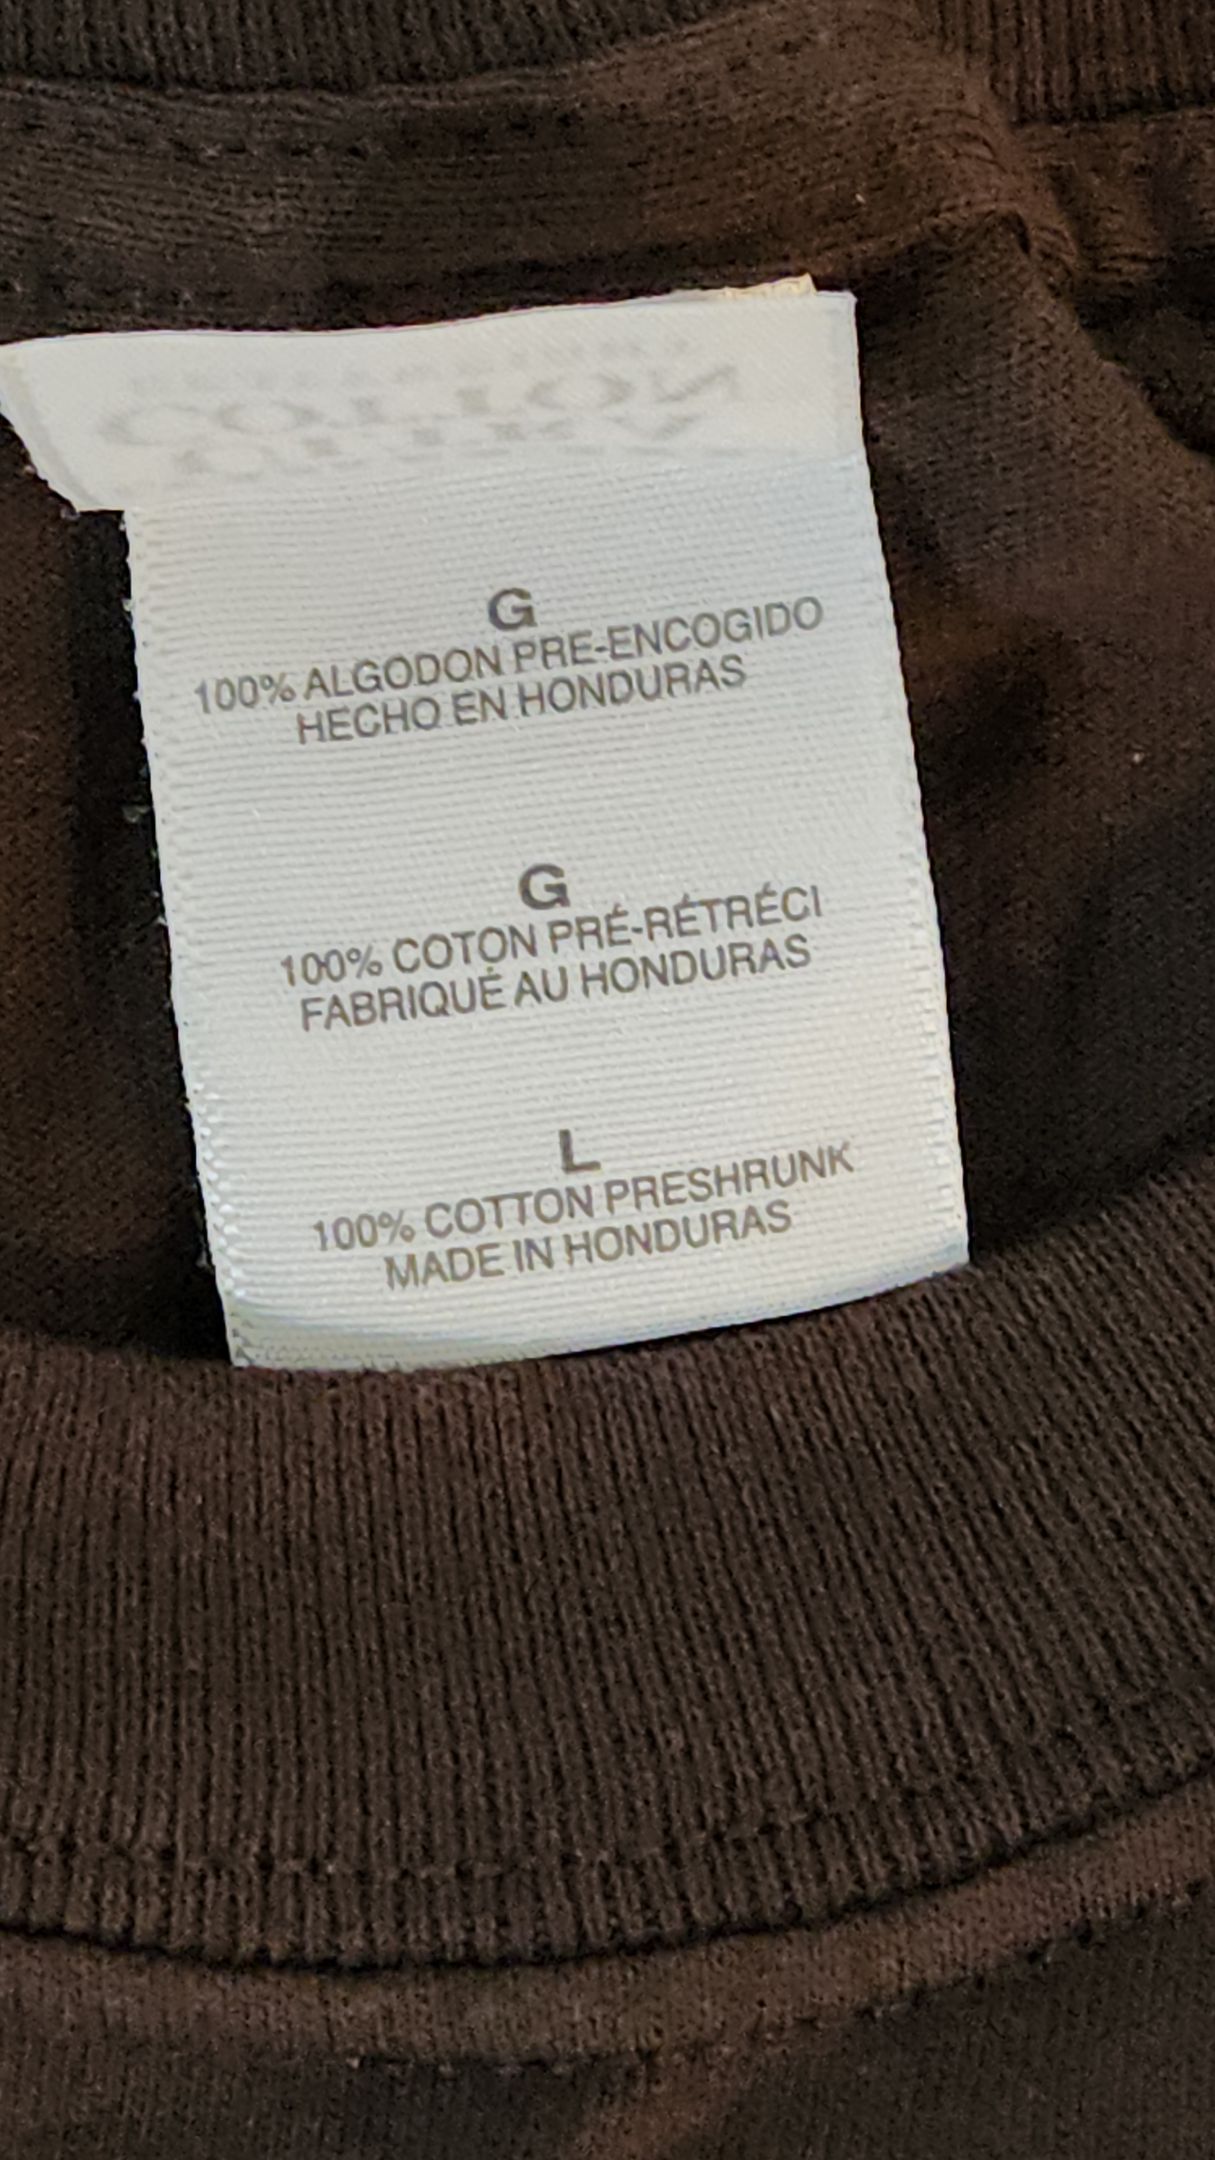 G
100% ALGODON PRE-ENCOGIDO
HECHO EN HONDURAS
G
100% COTON PRÉ-RÉTRÉCI
FABRIQUÉ AU HONDURAS
L
100% COTTON PRESHRUNK
MADE IN HONDURAS